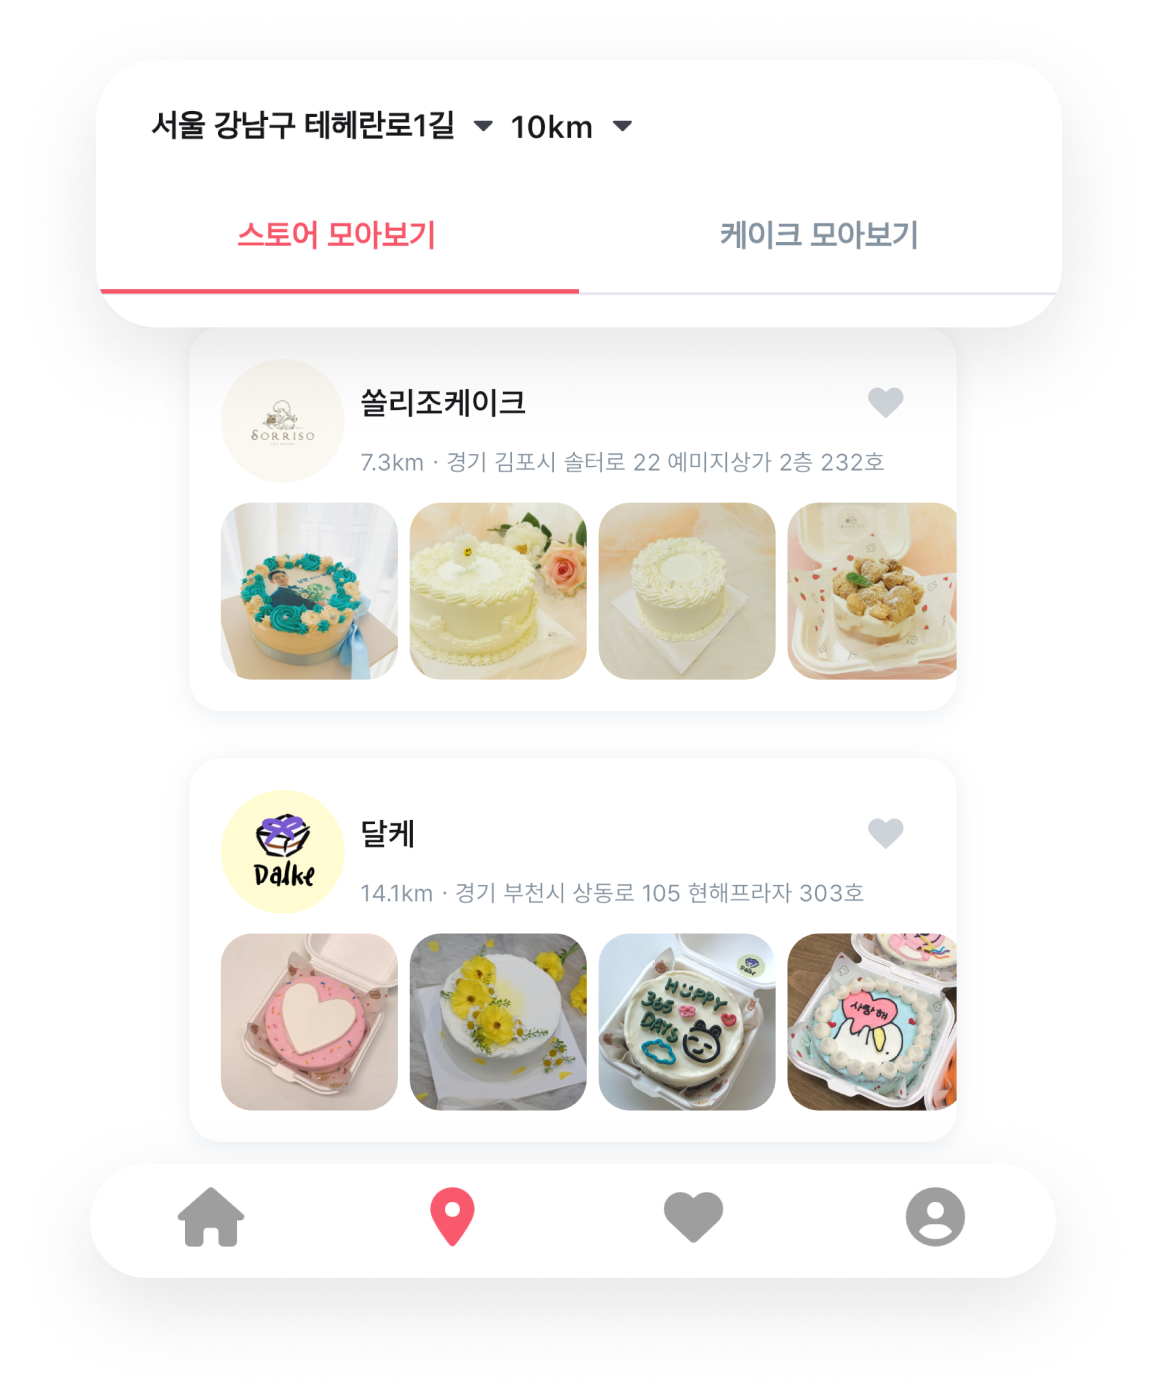 서울 강남구 테헤란로1길 10km
스토어 모아보기 케이크 모아보기
SORRISO
쏠리조케이크
7.3km · 경기 김포시 솔터로 22 예미지상가 2층 232호
Dalke
달케
14.1km · 경기 부천시 상동로 105 현해프라자 303호
Dalke
HAPPY
365
DAYS
사랑해